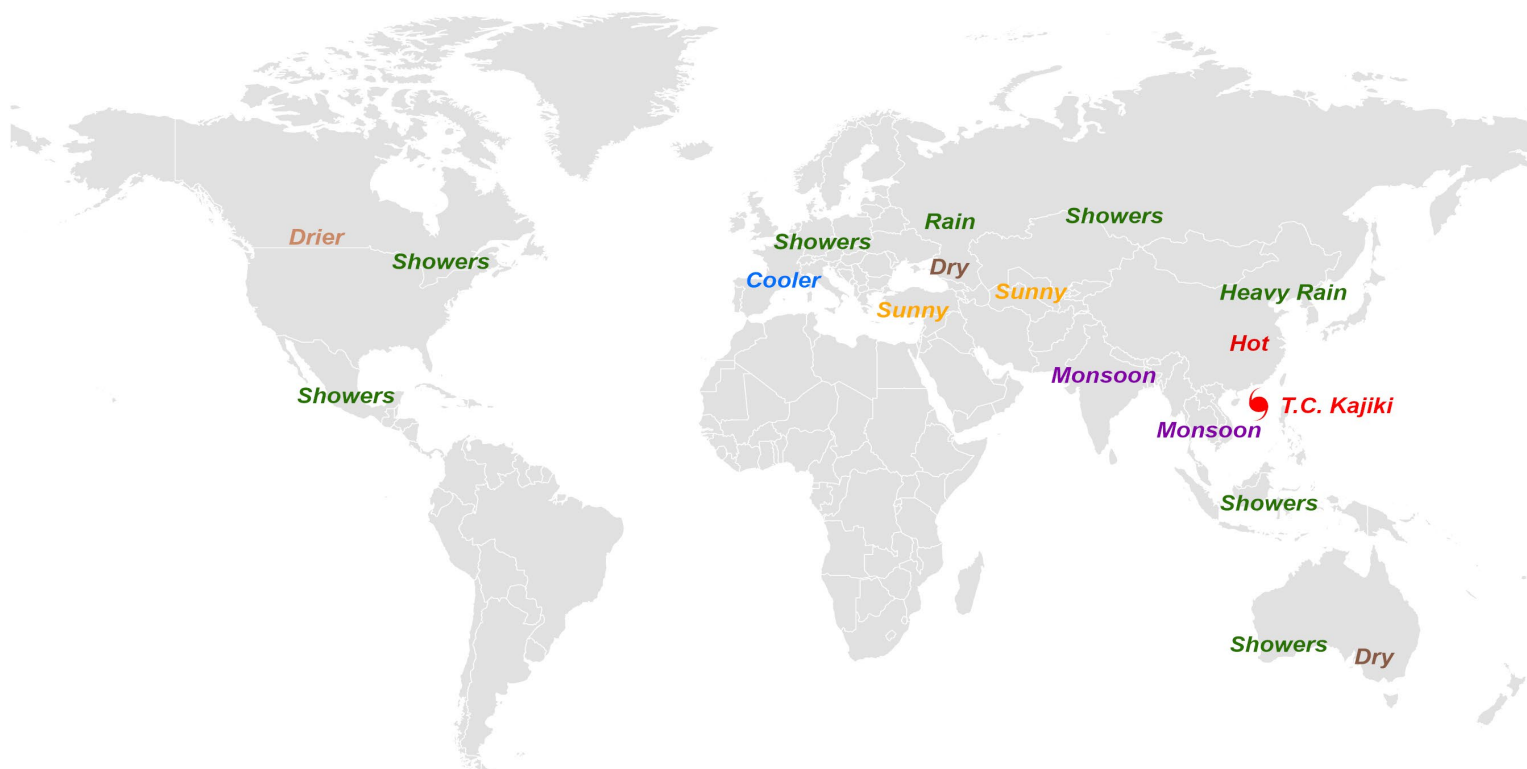 Showers
Rain
Drier
Showers
Showers
Dry
Cooler
Sunny
Heavy Rain
Sunny
Hot
Monsoon
Showers
T.C. Kajiki
Monsoon
Showers
Showers
Dry